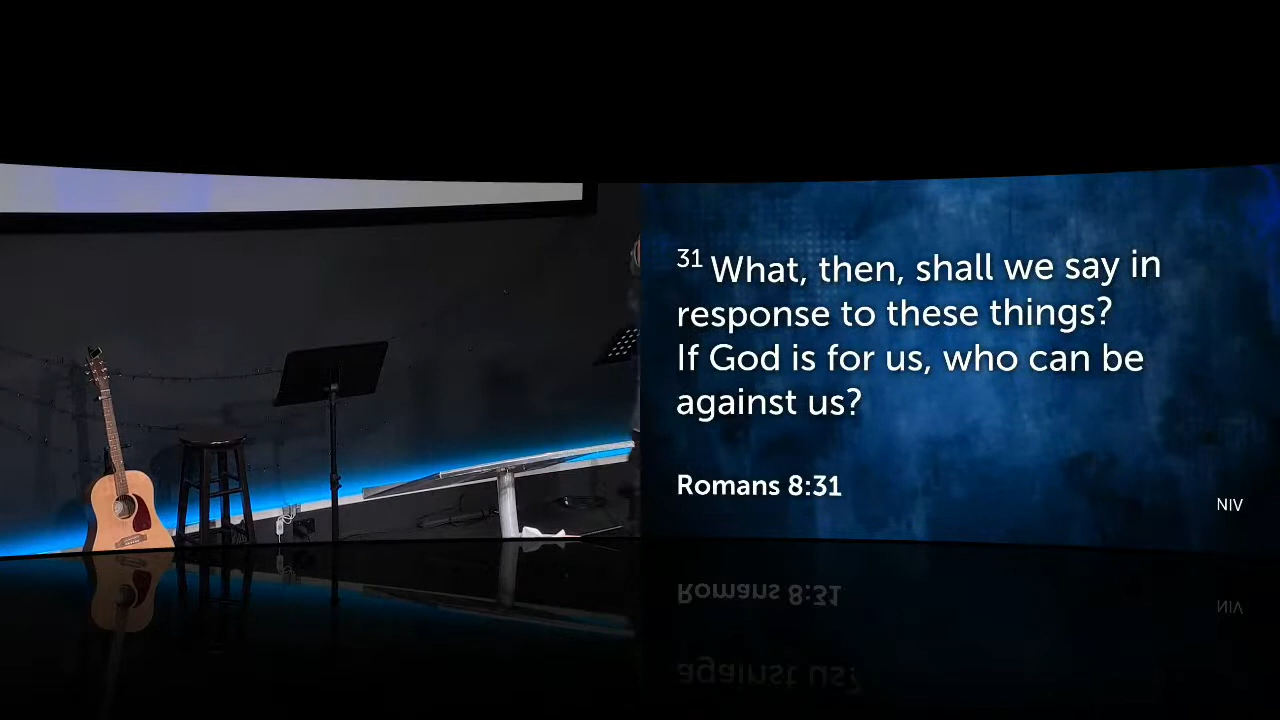 31 What, then, shall we say in
response to these things?
If God is for us, who can be
against us?
Romans 8:31
NIV